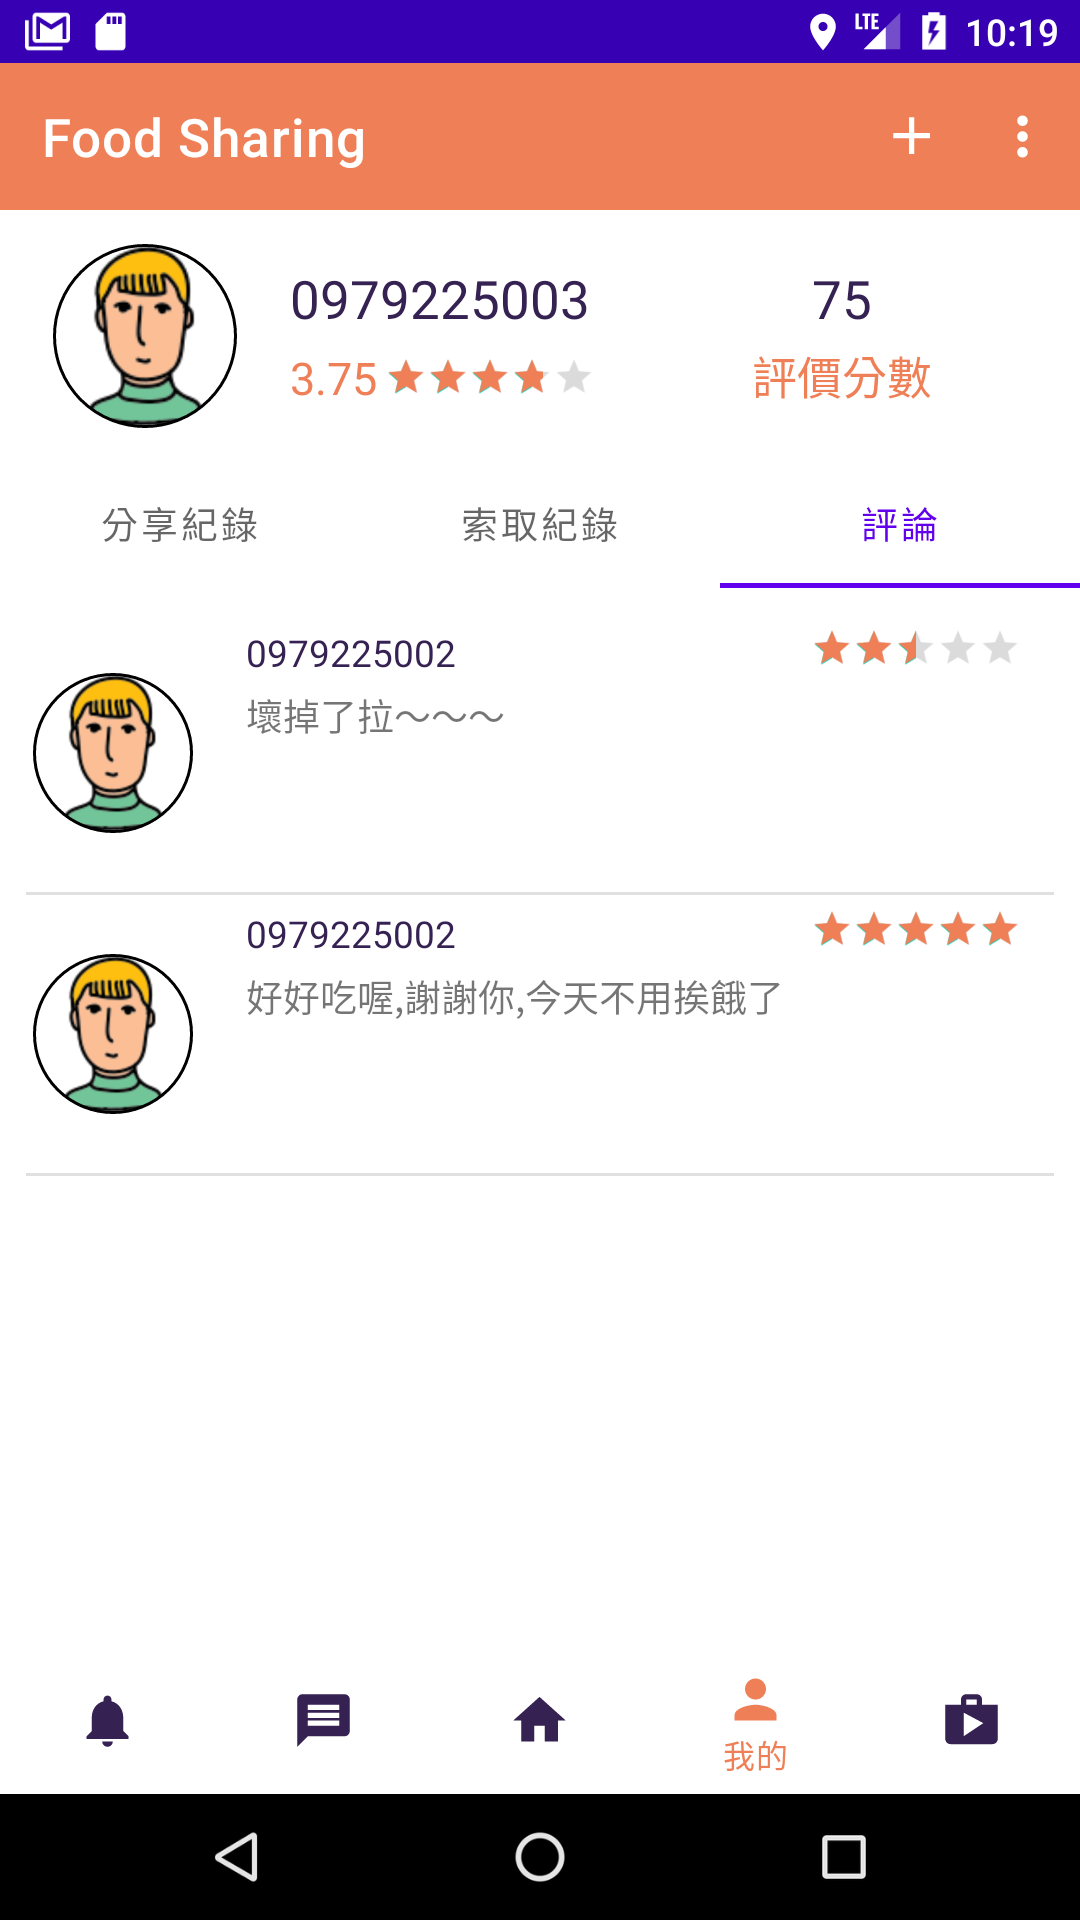 LTE 10:19
Food Sharing
0979225003 75
3.75 評價分數
分享紀錄 索取紀錄 評論
0979225002
壞掉了拉～～～
0979225002
好好吃喔,謝謝你,今天不用挨餓了
我的